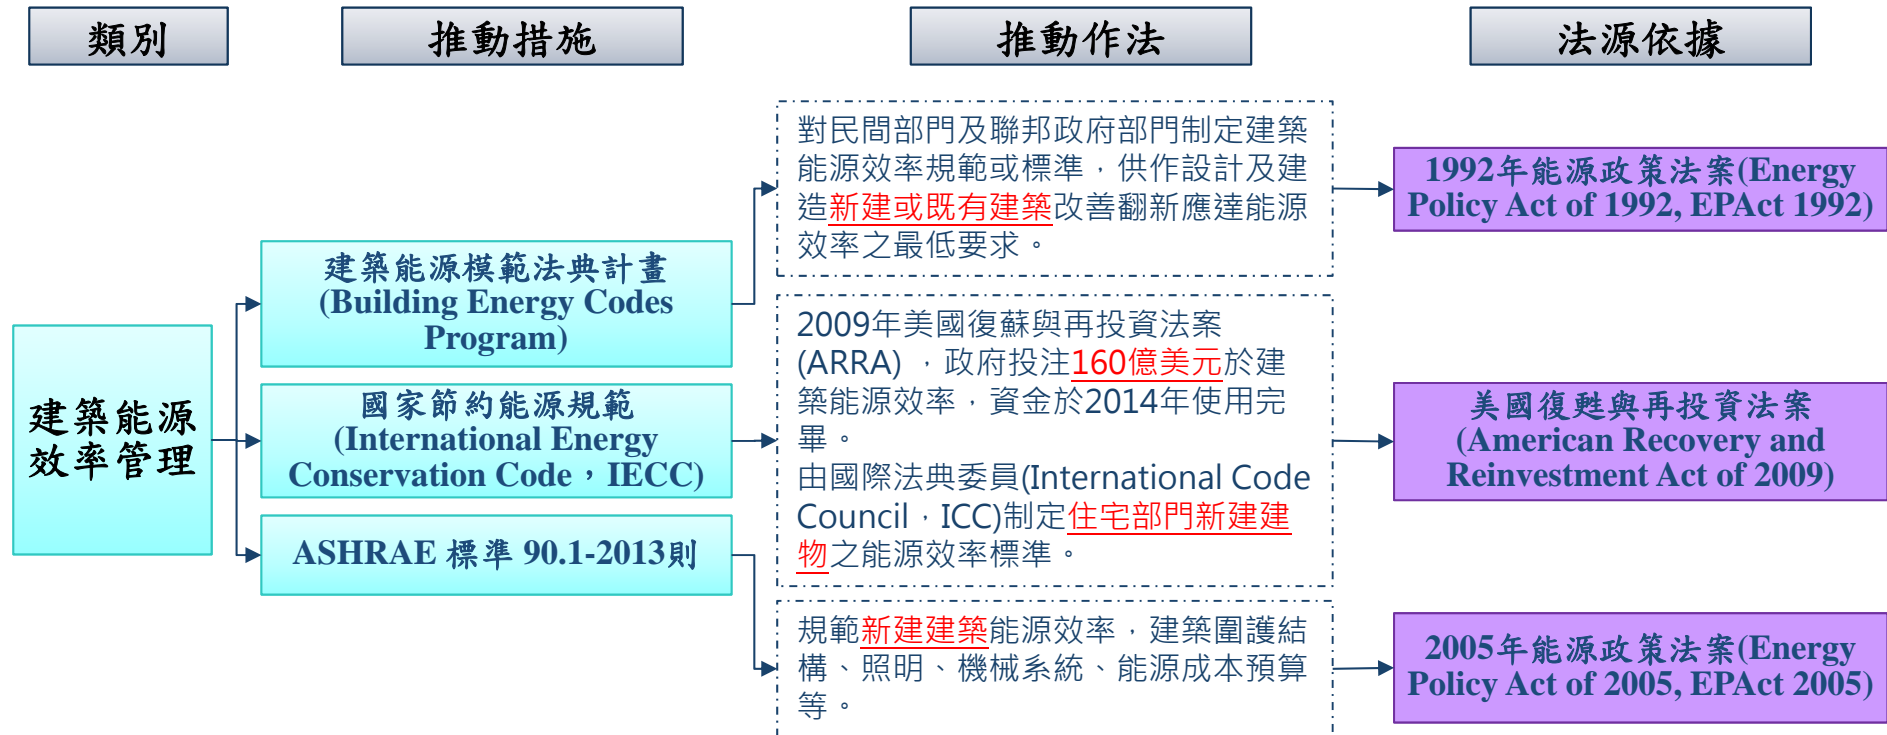 類別
推動措施
推動作法
法源依據
建築能源
效率管理
建築能源模範法典計畫
(Building Energy Codes
Program)
國家節約能源規範
(International Energy
Conservation Code，IECC)
ASHRAE 標準 90.1-2013則
對民間部門及聯邦政府部門制定建築
能源效率規範或標準，供作設計及建
造新建或既有建築改善翻新應達能源
效率之最低要求。
2009年美國復蘇與再投資法案
(ARRA) ，政府投注160億美元於建
築能源效率，資金於2014年使用完
畢。
由國際法典委員(International Code
Council，ICC)制定住宅部門新建建
物之能源效率標準。
規範新建建築能源效率，建築圍護結
構、照明、機械系統、能源成本預算
等。
1992年能源政策法案(Energy
Policy Act of 1992, EPAct 1992)
美國復甦與再投資法案
(American Recovery and
Reinvestment Act of 2009)
2005年能源政策法案(Energy
Policy Act of 2005, EPAct 2005)